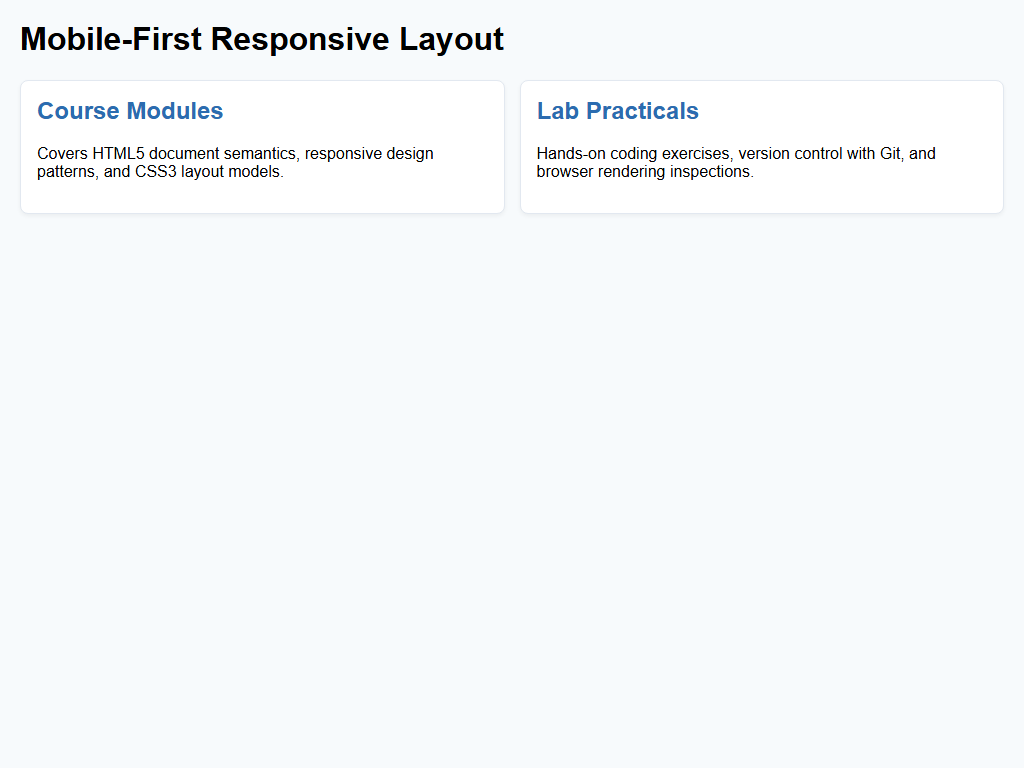 Mobile-First Responsive Layout
Course Modules
Covers HTML5 document semantics, responsive design
patterns, and CSS3 layout models.
Lab Practicals
Hands-on coding exercises, version control with Git, and
browser rendering inspections.